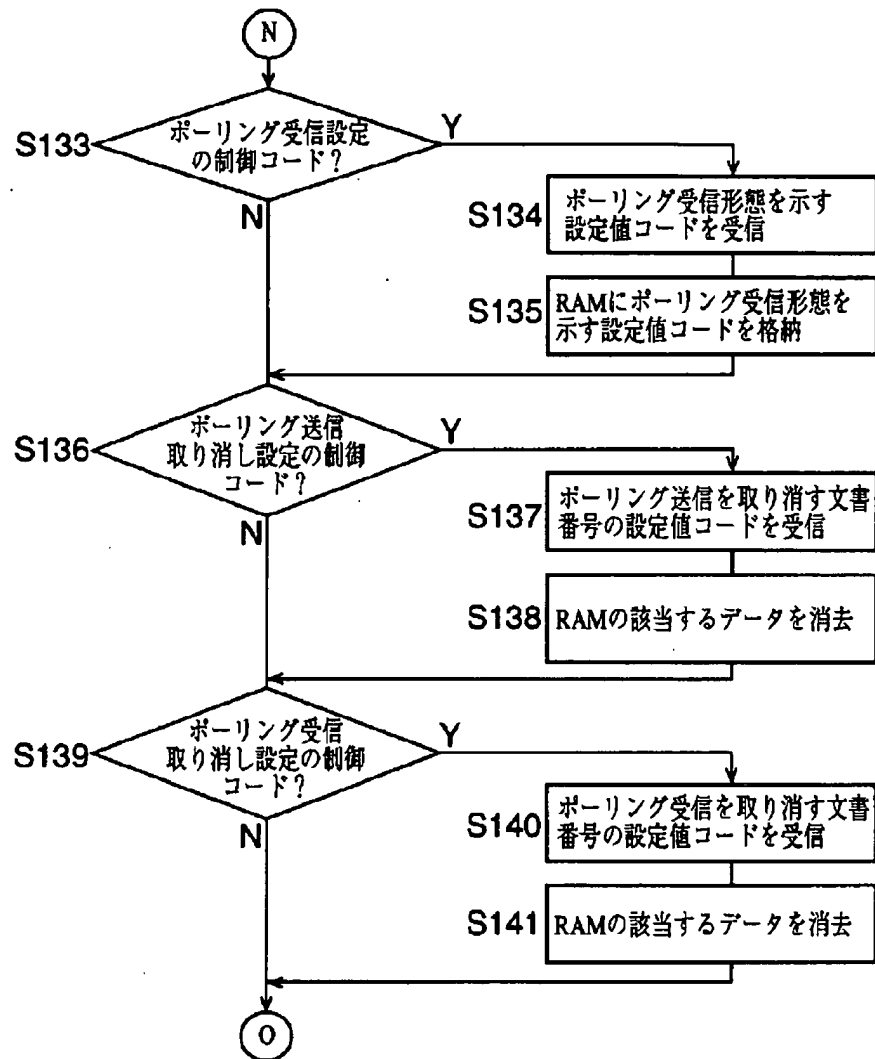 N
S133
ポーリング受信設定
の制御コード?
Y
N
S134
ポーリング受信形態を示す
設定値コードを受信
S135
RAMにポーリング受信形態を
示す設定値コードを格納
S136
ポーリング送信
取り消し設定の制御
コード?
Y
N
S137
ポーリング送信を取り消す文書
番号の設定値コードを受信
S138
RAMの該当するデータを消去
S139
ポーリング受信
取り消し設定の制御
コード?
Y
N
S140
ポーリング受信を取り消す文書
番号の設定値コードを受信
S141
RAMの該当するデータを消去
O